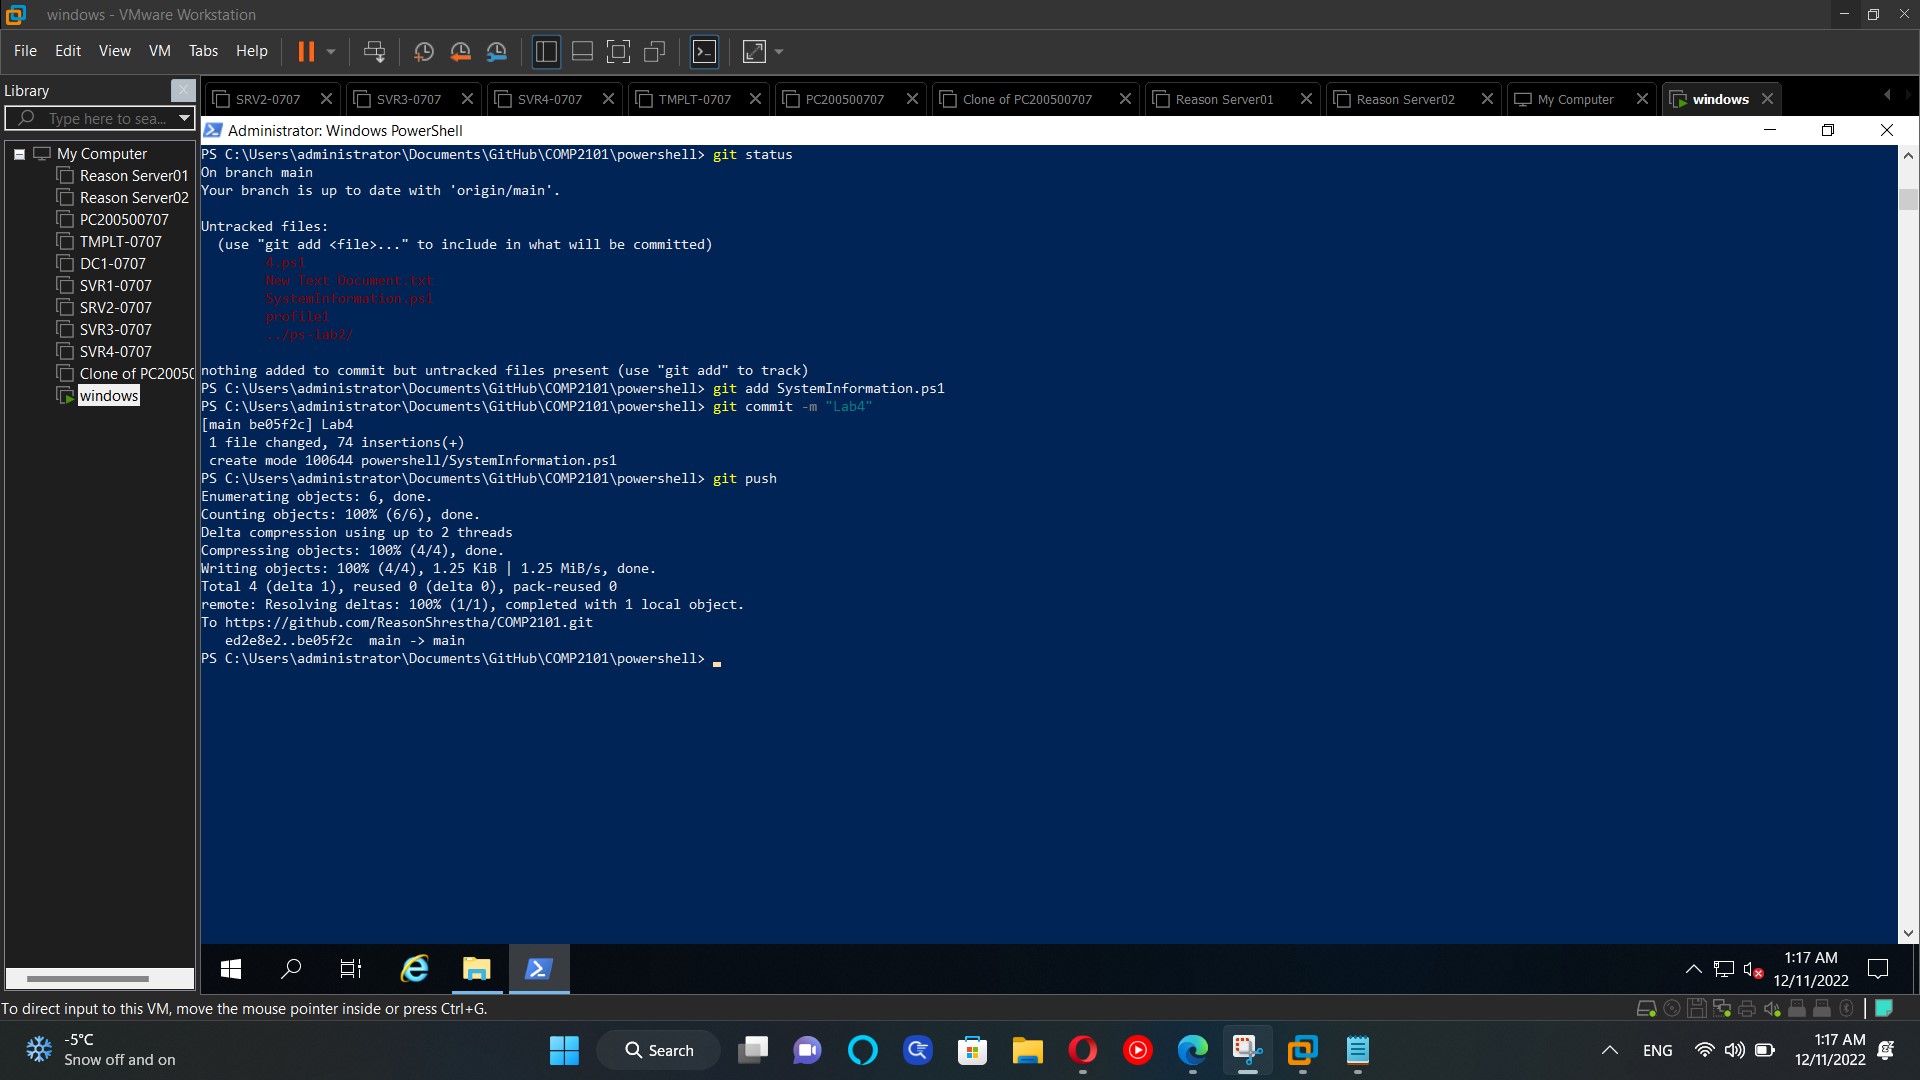 windows - VMware Workstation
File Edit View VM Tabs Help
Library
Type here to sea...
My Computer
Reason Server01
Reason Server02
PC200500707
TMPLT-0707
DC1-0707
SVR1-0707
SRV2-0707
SVR3-0707
SVR4-0707
Clone of PC20050
windows
SRV2-0707 SVR3-0707 SVR4-0707 TMPLT-0707 PC200500707 Clone of PC200500707 Reason Server01 Reason Server02 My Computer windows
Administrator: Windows PowerShell
PS C:\Users\administrator\Documents\GitHub\COMP2101\powershell> git status
On branch main
Your branch is up to date with 'origin/main'.
Untracked files:
(use "git add <file>..." to include in what will be committed)
4.ps1
New Text Document.txt
SystemInformation.ps1
profile1
../ps-lab2/
nothing added to commit but untracked files present (use "git add" to track)
PS C:\Users\administrator\Documents\GitHub\COMP2101\powershell> git add SystemInformation.ps1
PS C:\Users\administrator\Documents\GitHub\COMP2101\powershell> git commit -m "Lab4"
[main be05f2c] Lab4
1 file changed, 74 insertions(+)
create mode 100644 powershell/SystemInformation.ps1
PS C:\Users\administrator\Documents\GitHub\COMP2101\powershell> git push
Enumerating objects: 6, done.
Counting objects: 100% (6/6), done.
Delta compression using up to 2 threads
Compressing objects: 100% (4/4), done.
Writing objects: 100% (4/4), 1.25 KiB | 1.25 MiB/s, done.
Total 4 (delta 1), reused 0 (delta 0), pack-reused 0
remote: Resolving deltas: 100% (1/1), completed with 1 local object.
To https://github.com/ReasonShrestha/COMP2101.git
ed2e8e2..be05f2c main -> main
PS C:\Users\administrator\Documents\GitHub\COMP2101\powershell>
1:17 AM
12/11/2022
To direct input to this VM, move the mouse pointer inside or press Ctrl+G.
-5°C
Snow off and on
Search
ENG
1:17 AM
12/11/2022